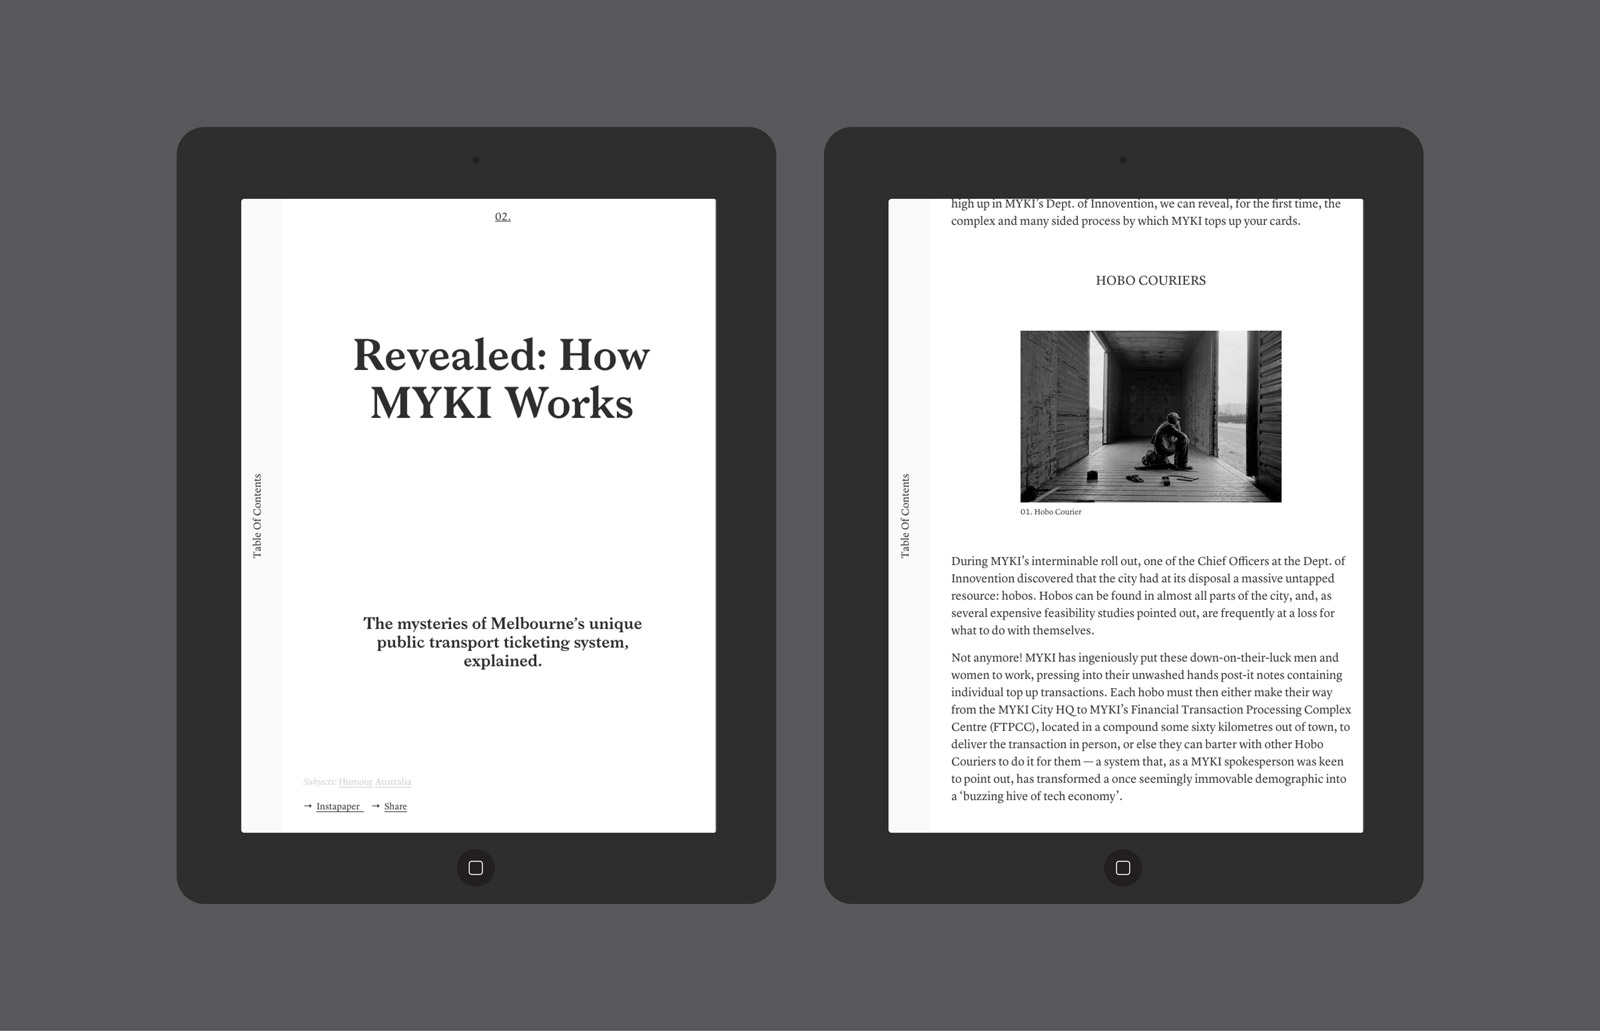 02.
Revealed: How
MYKI Works
Table Of Contents
The mysteries of Melbourne’s unique
public transport ticketing system,
explained.
Subjects: Humour Australia
→ Instapaper → Share
high up in MYKI’s Dept. of Innovention, we can reveal, for the first time, the
complex and many sided process by which MYKI tops up your cards.
HOBO COURIERS
01. Hobo Courier
Table Of Contents
During MYKI’s interminable roll out, one of the Chief Officers at the Dept. of
Innovention discovered that the city had at its disposal a massive untapped
resource: hobos. Hobos can be found in almost all parts of the city, and, as
several expensive feasibility studies pointed out, are frequently at a loss for
what to do with themselves.
Not anymore! MYKI has ingeniously put these down-on-their-luck men and
women to work, pressing into their unwashed hands post-it notes containing
individual top up transactions. Each hobo must then either make their way
from the MYKI City HQ to MYKI’s Financial Transaction Processing Complex
Centre (FTPCC), located in a compound some sixty kilometres out of town, to
deliver the transaction in person, or else they can barter with other Hobo
Couriers to do it for them — a system that, as a MYKI spokesperson was keen
to point out, has transformed a once seemingly immovable demographic into
a ‘buzzing hive of tech economy’.